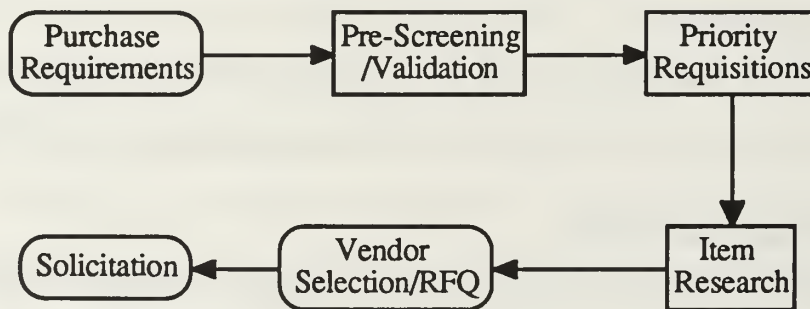 Purchase
Requirements
Pre-Screening
/Validation
Priority
Requisitions
Item
Research
Vendor
Selection/RFQ
Solicitation